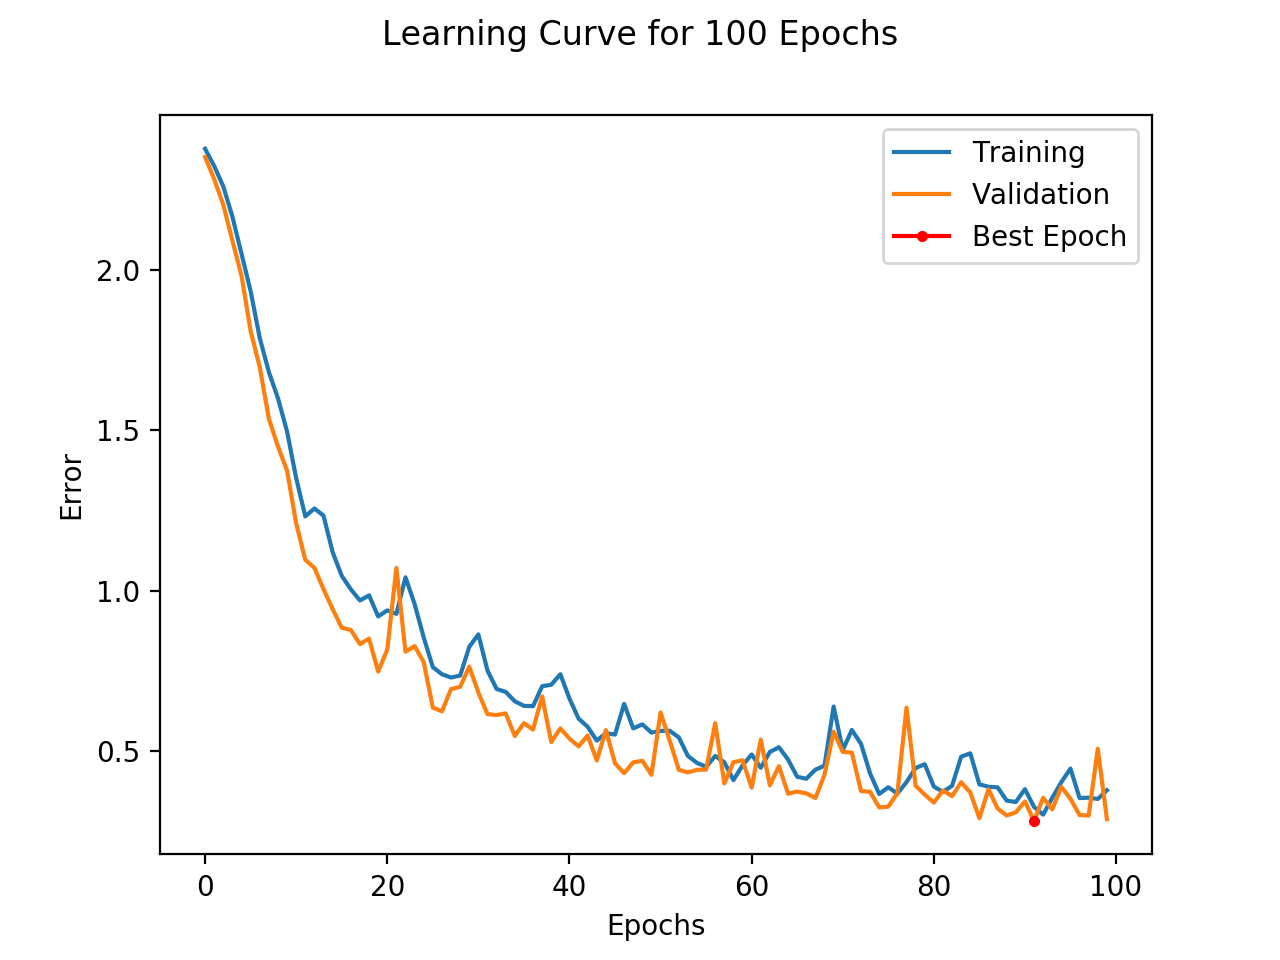 Learning Curve for 100 Epochs
Training
Validation
Best Epoch
2.0
1.5
1.0
0.5
Error
0 20 40 60 80 100
Epochs